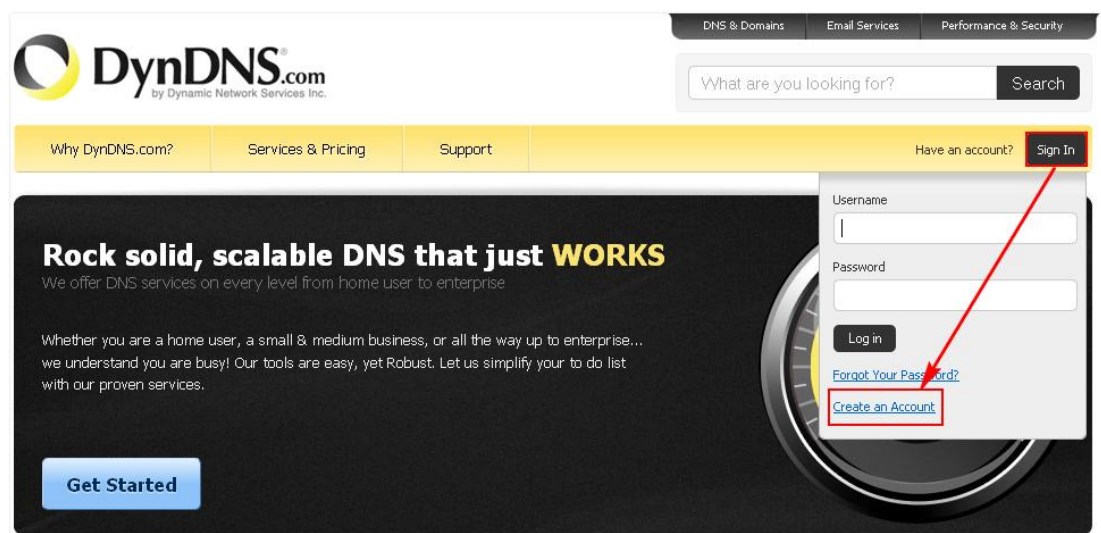 DNS & Domains Email Services Performance & Security
DynDNS.com
by Dynamic Network Services Inc.
What are you looking for? Search
Why DynDNS.com? Services & Pricing Support Have an account? Sign In
Username
Password
Log in
Forgot Your Password?
Create an Account
Rock solid, scalable DNS that just WORKS
We offer DNS services on every level from home user to enterprise
Whether you are a home user, a small & medium business, or all the way up to enterprise...
we understand you are busy! Our tools are easy, yet Robust. Let us simplify your to do list
with our proven services.
Get Started